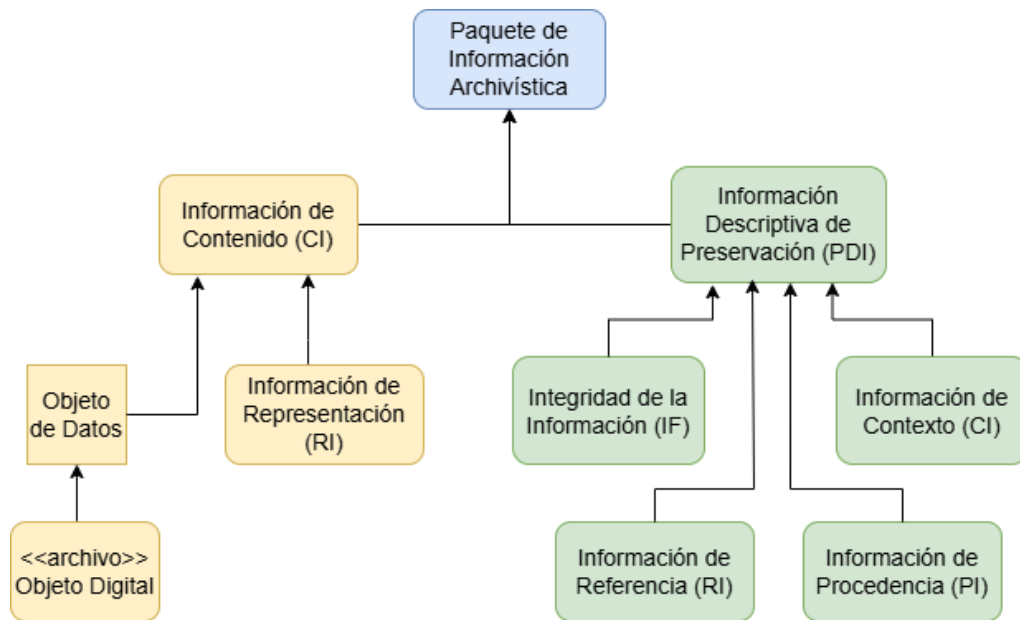 Paquete de
Información
Archivística
Información de
Contenido (CI)
Información
Descriptiva de
Preservación (PDI)
Objeto
de Datos
Información de
Representación
(RI)
Integridad de la
Información (IF)
Información de
Contexto (CI)
<<archivo>>
Objeto Digital
Información de
Referencia (RI)
Información de
Procedencia (PI)